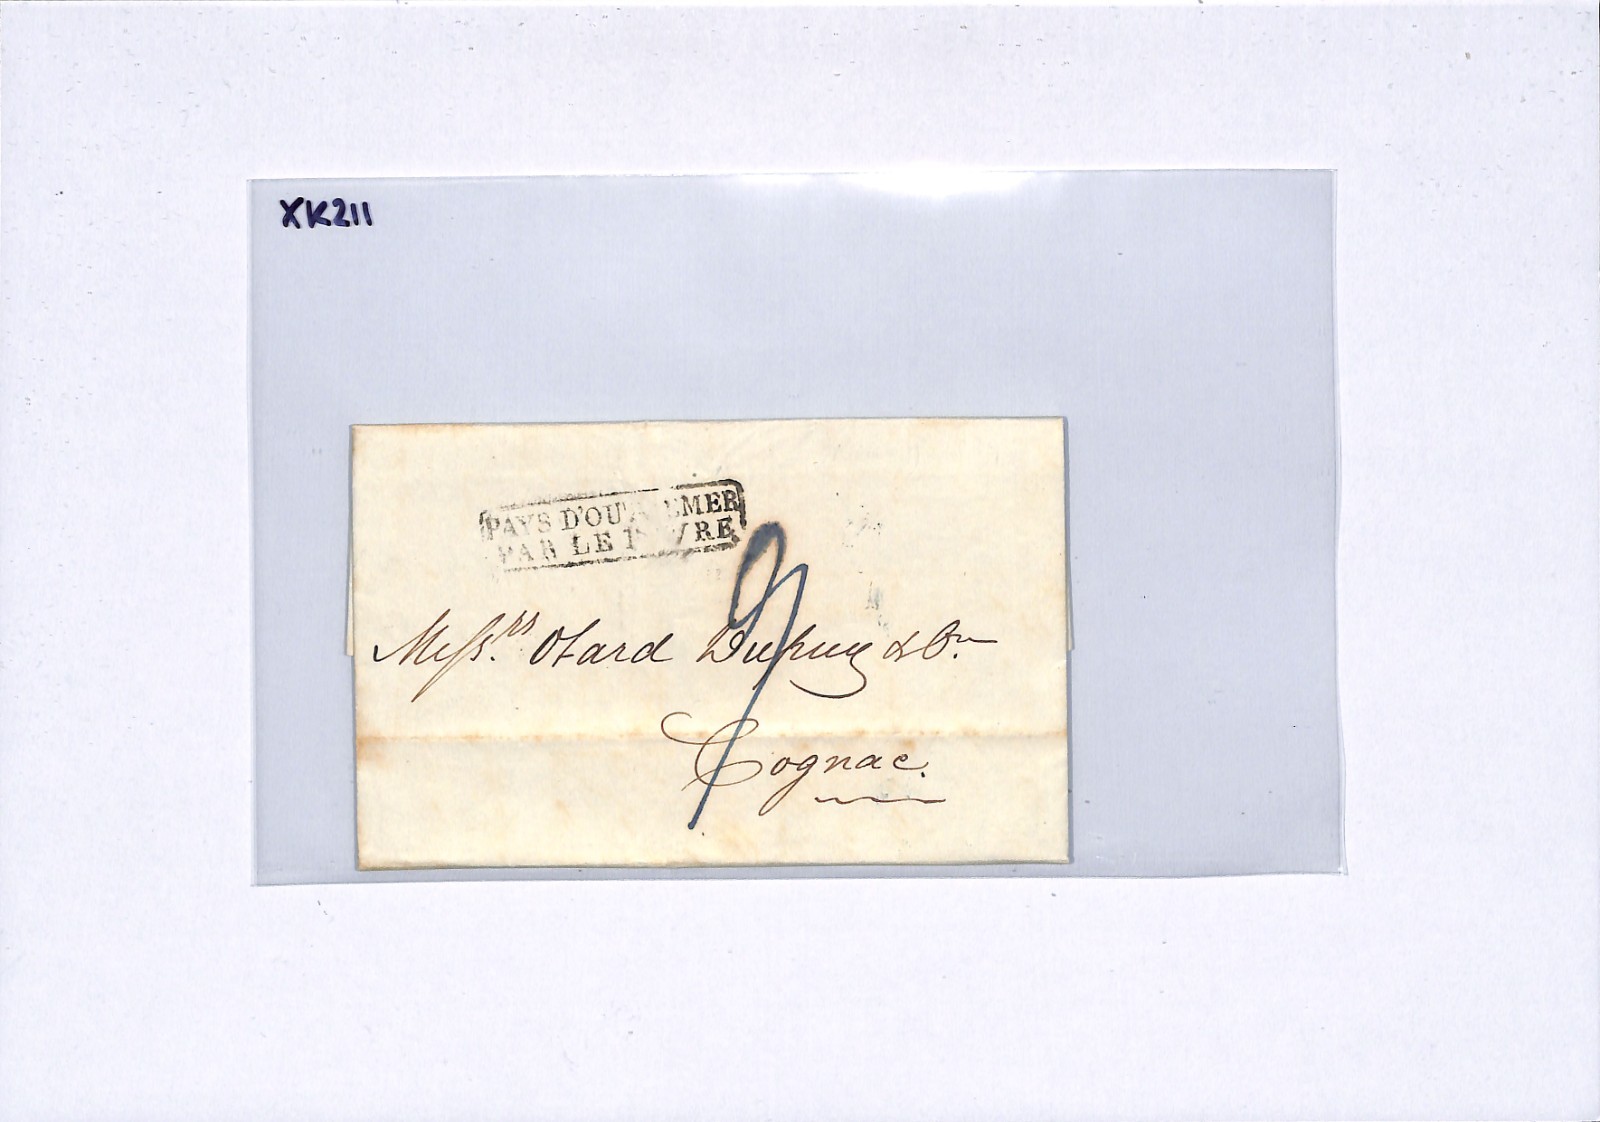 XK211
PAYS D'OUTREMER
PAR LE HAVRE
9
Messrs. Otard Dupuy & Co.
Cognac.